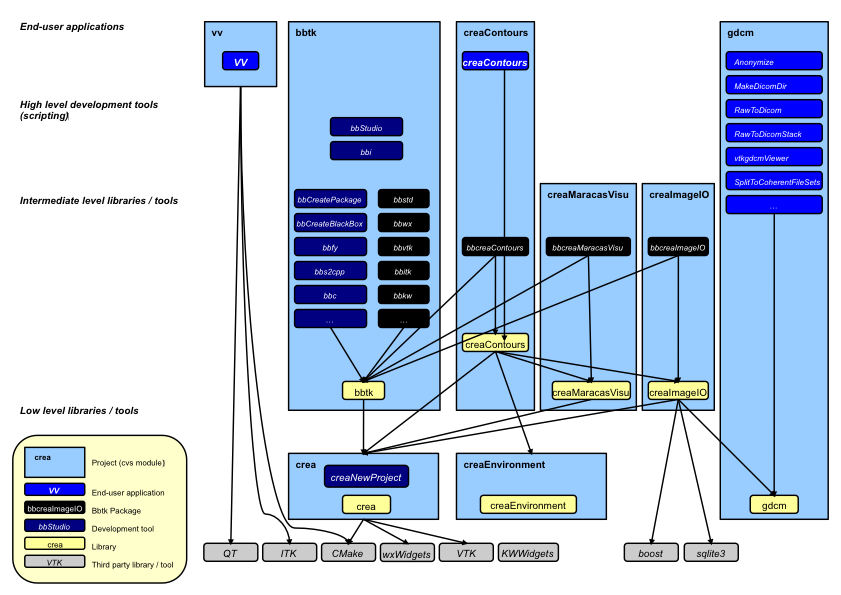 End-user applications
High level development tools
(scripting)
Intermediate level libraries / tools
Low level libraries / tools
vv
VV
bbtk
bbStudio
bbi
bbCreatePackage
bbCreateBlackBox
bbfy
bbs2cpp
bbc
...
bbstd
bbwx
bbvtk
bbitk
bbkw
...
bbtk
creaContours
creaContours
bbcreaContours
creaContours
creaMaracasVisu
bbcreaMaracasVisu
creaMaracasVisu
creaImageIO
bbcreaImageIO
creaImageIO
gdcm
Anonymize
MakeDicomDir
RawToDicom
RawToDicomStack
vtkgdcmViewer
SplitToCoherentFileSets
...
gdcm
crea
creaNewProject
crea
creaEnvironment
creaEnvironment
QT
ITK
CMake
wxWidgets
VTK
KWWidgets
boost
sqlite3
crea
Project (cvs module)
VV
End-user application
bbcreaImageIO
Bbtk Package
bbStudio
Development tool
crea
Library
VTK
Third party library / tool